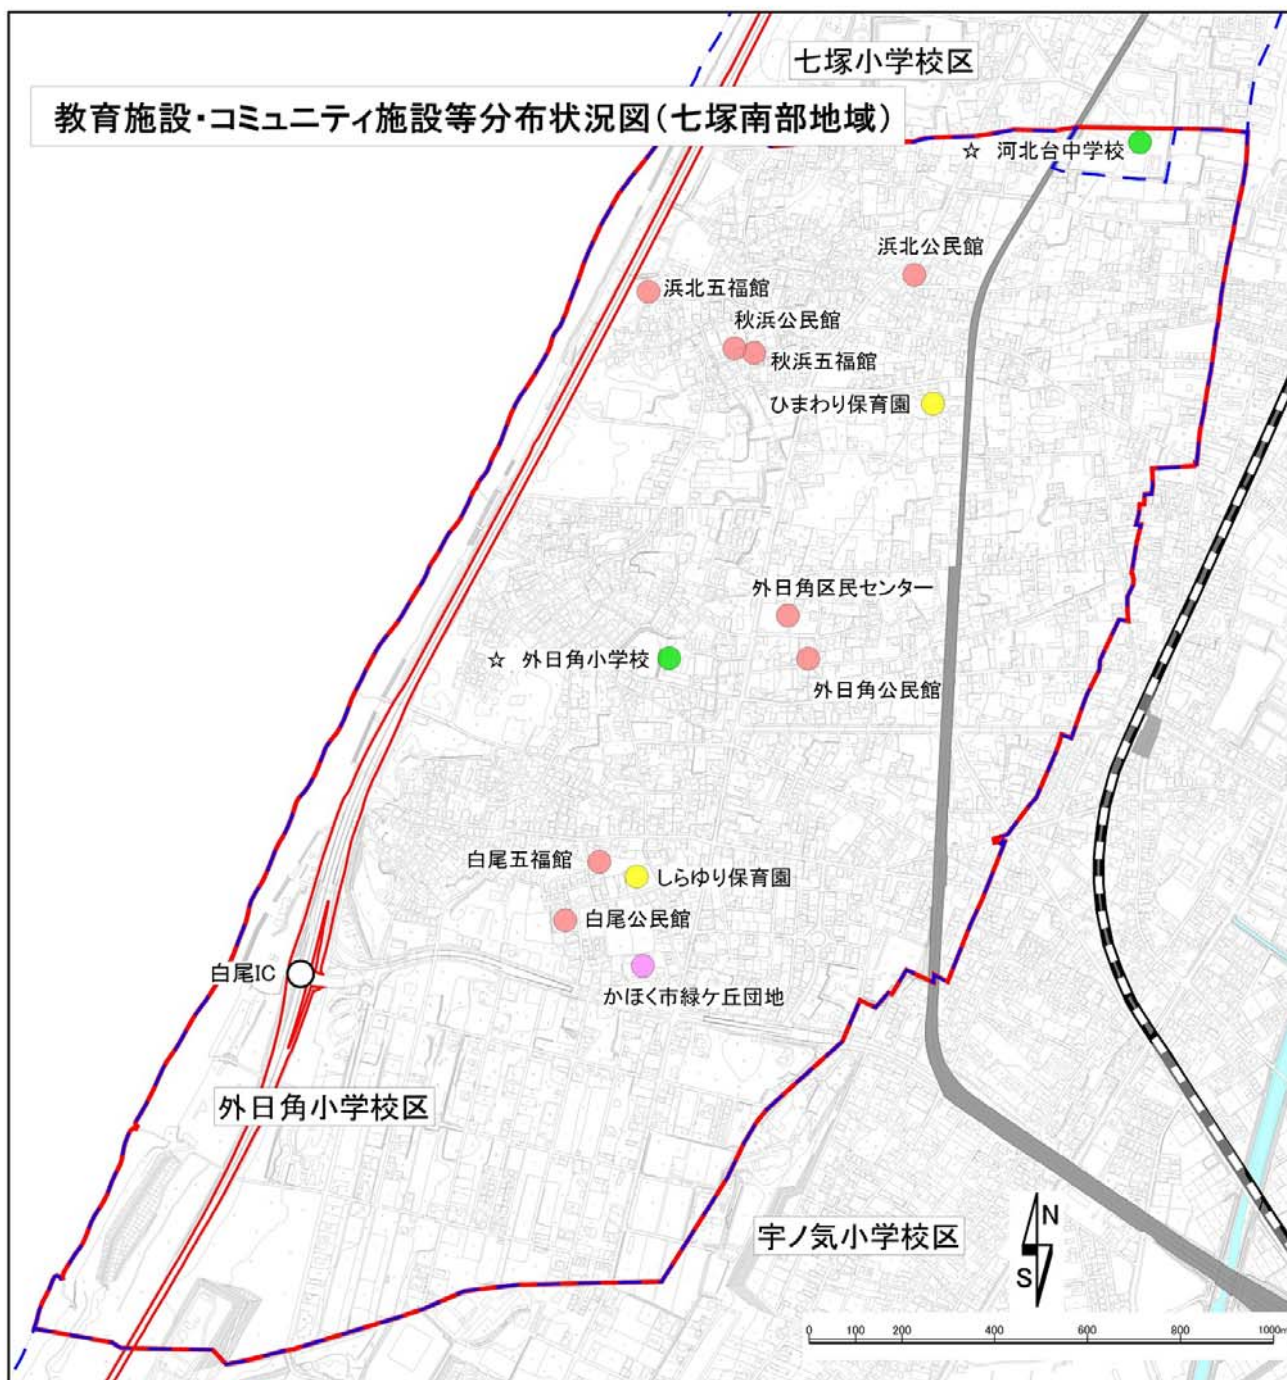 七塚小学校区
教育施設・コミュニティ施設等分布状況図(七塚南部地域)
☆ 河北台中学校
浜北公民館
浜北五福館
秋浜公民館
秋浜五福館
ひまわり保育園
外日角区民センター
☆ 外日角小学校
外日角公民館
白尾五福館
しらゆり保育園
白尾公民館
白尾IC
かほく市緑ケ丘団地
外日角小学校区
宇ノ気小学校区
N
S
0 100 200 400 600 800 1000m